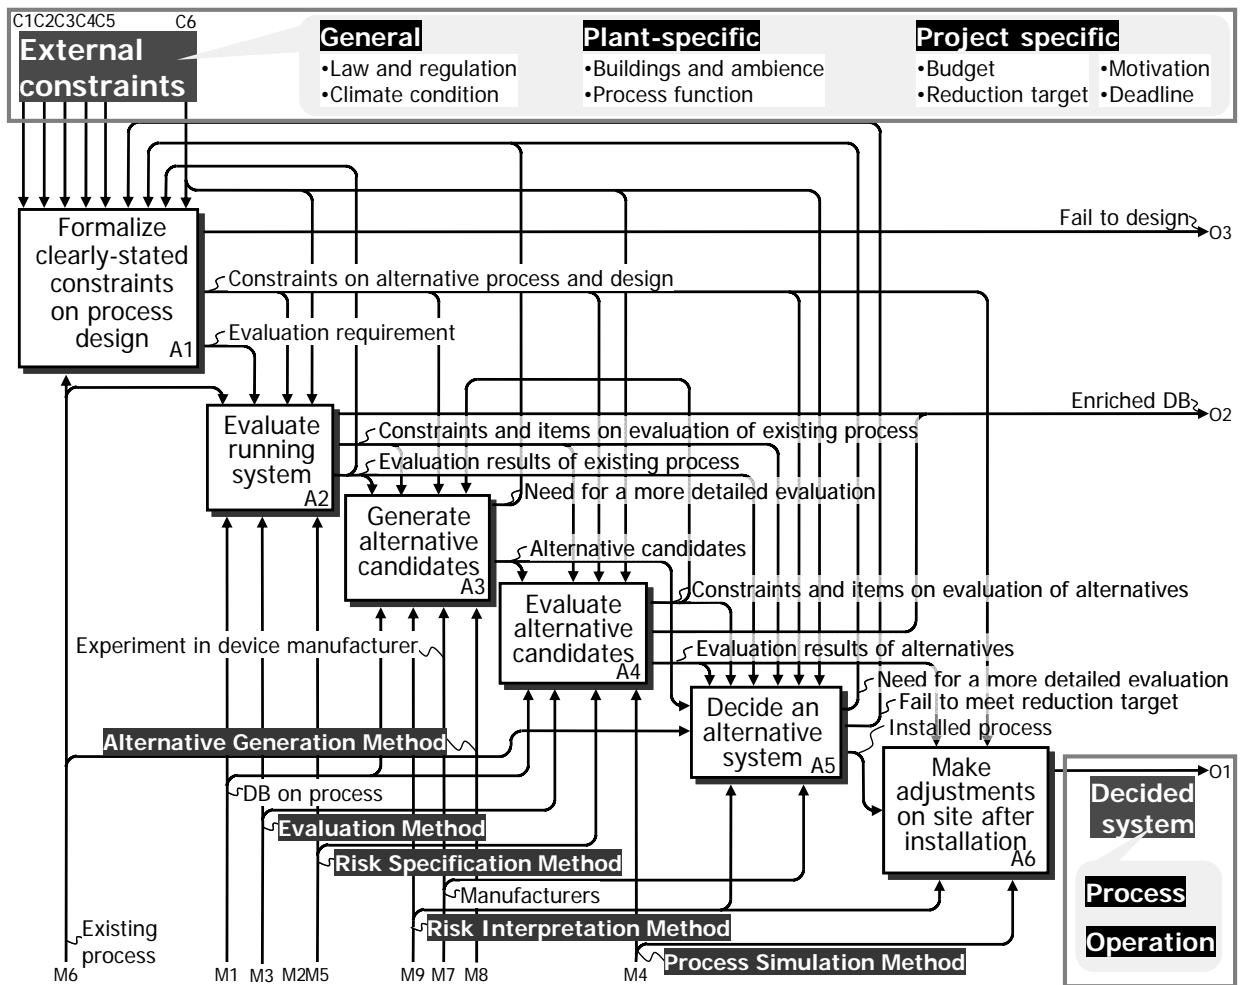 C1C2C3C4C5 C6
External
constraints
General
•Law and regulation
•Climate condition
Plant-specific
•Buildings and ambience
•Process function
Project specific
•Budget
•Reduction target
•Motivation
•Deadline
Formalize
clearly-stated
constraints
on process
design
A1
Fail to design
O3
Constraints on alternative process and design
Evaluation requirement
Enriched DB
O2
Evaluate
running
system
A2
Constraints and items on evaluation of existing process
Evaluation results of existing process
Need for a more detailed evaluation
Generate
alternative
candidates
A3
Alternative candidates
Constraints and items on evaluation of alternatives
Evaluate
alternative
candidates
A4
Experiment in device manufacturer
Evaluation results of alternatives
Need for a more detailed evaluation
Fail to meet reduction target
Installed process
Decide an
alternative
system
A5
Alternative Generation Method
Make
adjustments
on site after
installation
A6
O1
Decided
system
Process
Operation
DB on process
Evaluation Method
Risk Specification Method
Manufacturers
Risk Interpretation Method
Process Simulation Method
Existing
process
M6 M1 M3 M2M5 M9 M7 M8 M4